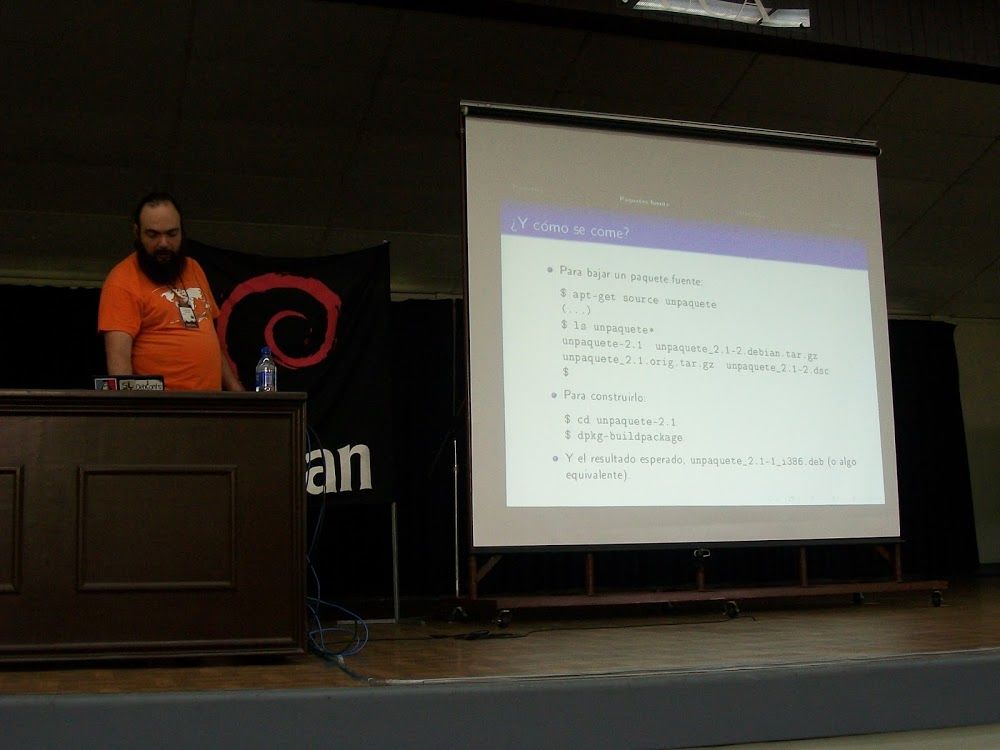 Paquetes fuente
¿Y cómo se come?
Para bajar un paquete fuente:
$ apt-get source unpaquete
(...)
$ ls unpaquete*
unpaquete-2.1 unpaquete_2.1-2.debian.tar.gz
unpaquete_2.1.orig.tar.gz unpaquete_2.1-2.dsc
$
Para construirlo:
$ cd unpaquete-2.1
$ dpkg-buildpackage
Y el resultado esperado, unpaquete_2.1-1_i386.deb (o algo
equivalente).
an